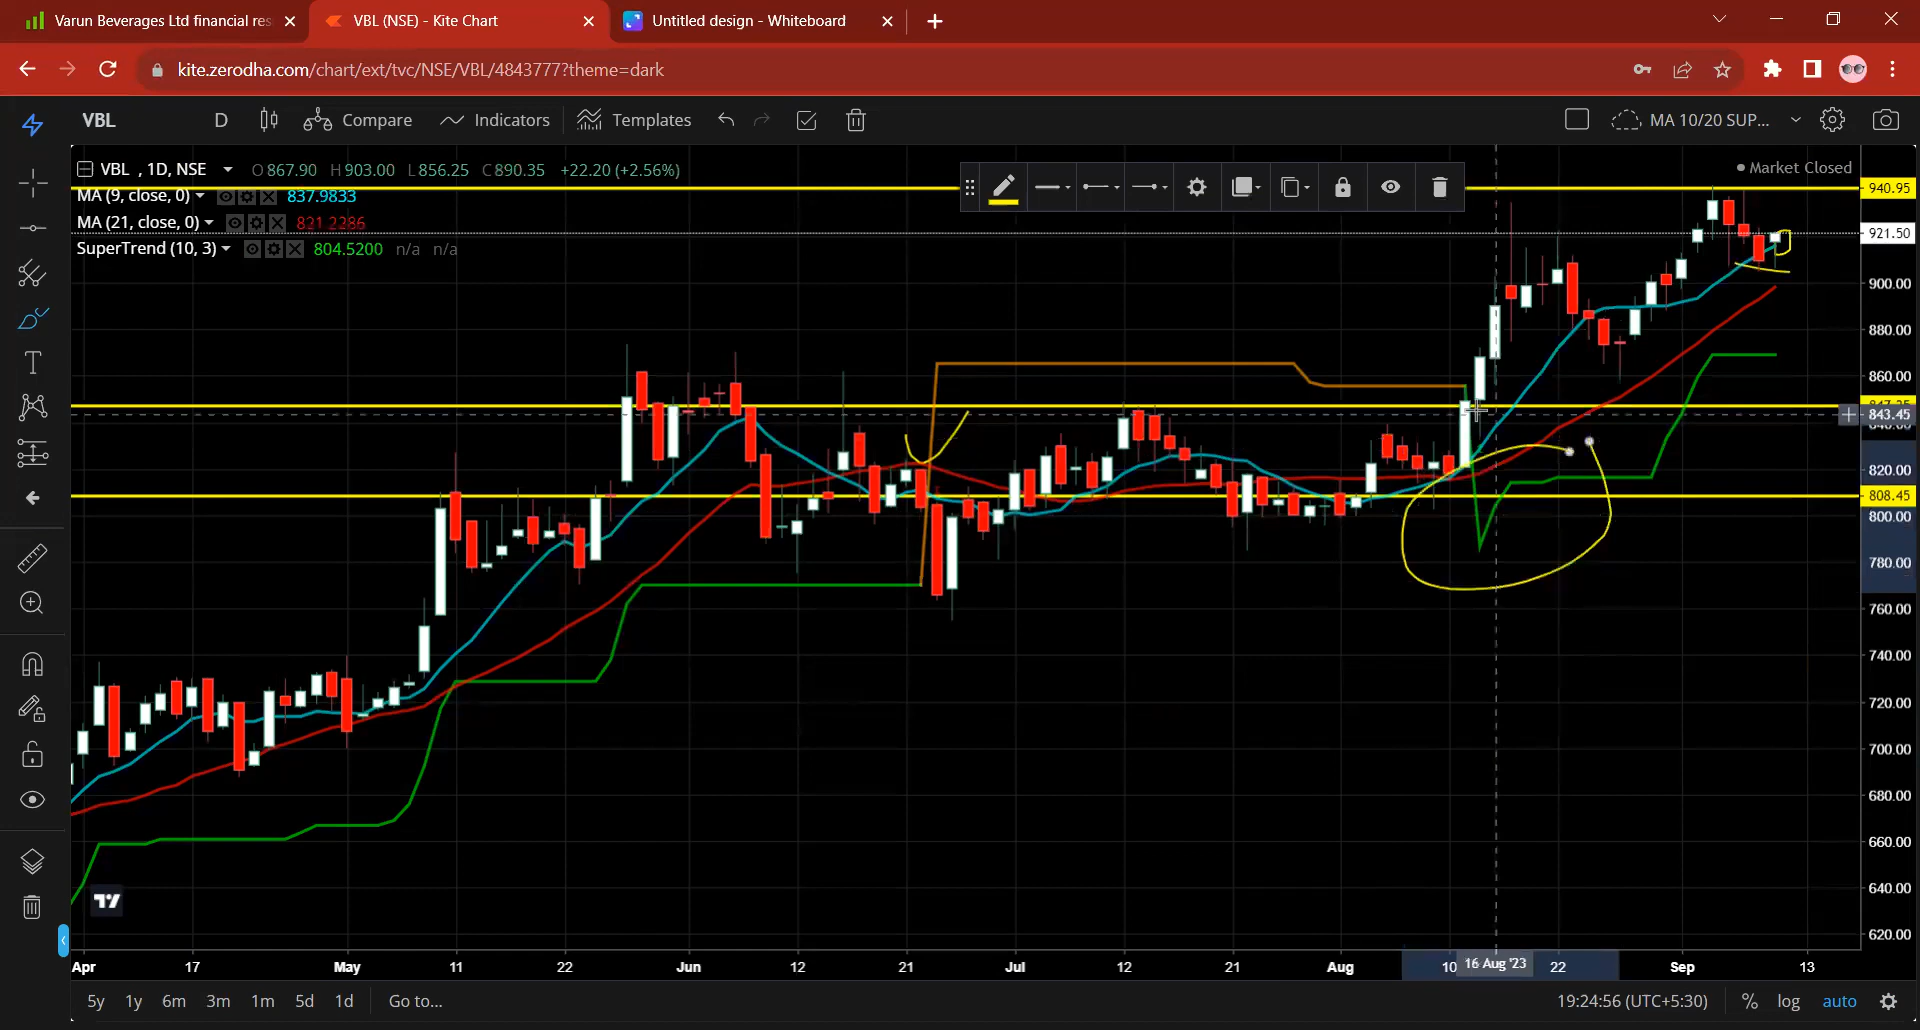 Varun Beverages Ltd financial res
VBL (NSE) - Kite Chart
Untitled design - Whiteboard
kite.zerodha.com/chart/ext/tvc/NSE/VBL/4843777?theme=dark
VBL D Compare Indicators Templates MA 10/20 SUP...
VBL , 1D, NSE O867.90 H903.00 L856.25 C890.35 +22.20 (+2.56%)
Market Closed
MA (9, close, 0) 837.9833
MA (21, close, 0) 821.2286
SuperTrend (10, 3) 804.5200 n/a n/a
940.95
921.50
900.00
880.00
860.00
843.45
820.00
808.45
800.00
780.00
760.00
740.00
720.00
700.00
680.00
660.00
640.00
620.00
Apr 17 May 11 22 Jun 12 21 Jul 12 21 Aug 10 16 Aug '23 22 Sep 13
5y 1y 6m 3m 1m 5d 1d Go to... 19:24:56 (UTC+5:30) % log auto